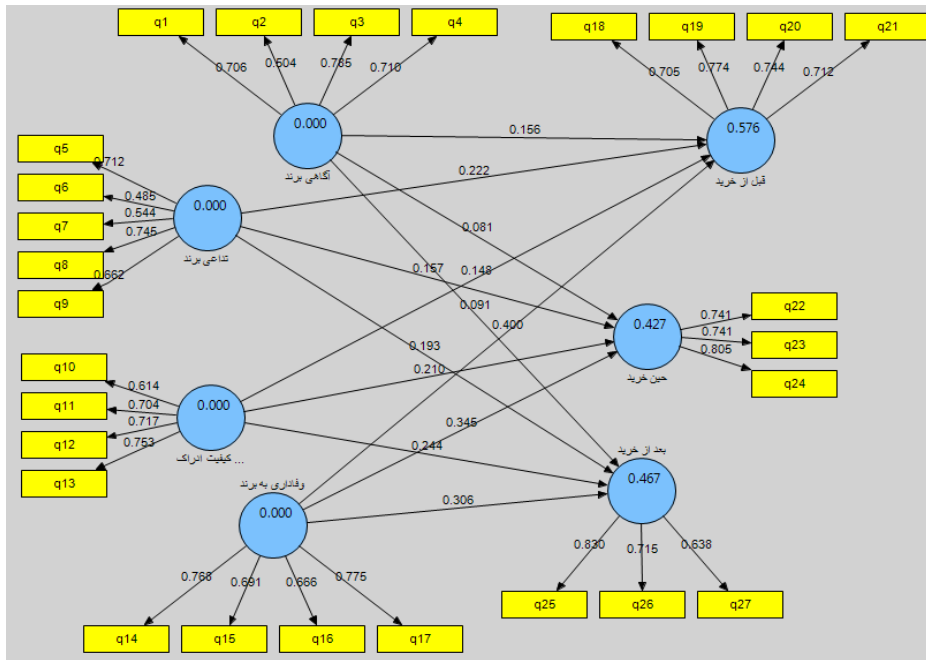 q1
q2
q3
q4
0.706
0.504
0.785
0.710
q18
q19
q20
q21
0.705
0.774
0.744
0.712
0.000
آگاهی برند
0.576
قبل از خرید
0.156
0.222
0.081
q5
q6
q7
q8
q9
0.712
0.485
0.544
0.745
0.662
0.000
تداعی برند
0.157
0.148
0.091
0.400
0.193
0.210
0.427
حین خرید
0.741
0.741
0.805
q22
q23
q24
q10
q11
q12
q13
0.614
0.704
0.717
0.753
0.000
کیفیت ادراک ...
0.345
0.244
0.306
بعد از خرید
0.467
وفاداری به برند
0.000
0.768
0.691
0.666
0.775
q14
q15
q16
q17
0.830
0.715
0.638
q25
q26
q27